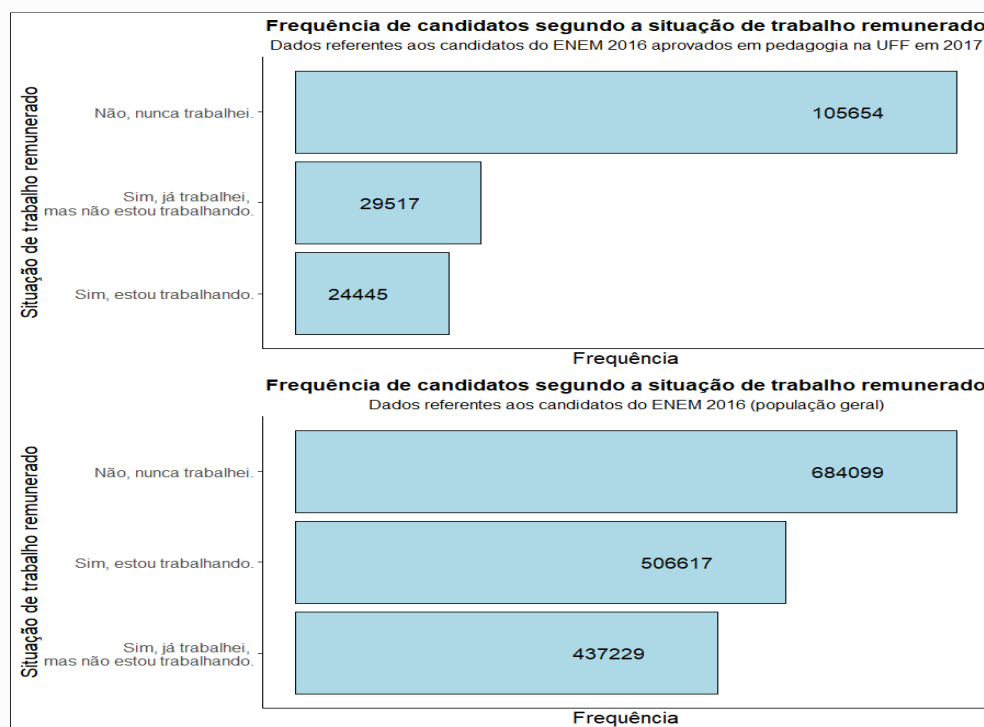 Frequência de candidatos segundo a situação de trabalho remunerado
Dados referentes aos candidatos do ENEM 2016 aprovados em pedagogia na UFF em 2017
Situação de trabalho remunerado
Não, nunca trabalhei.
105654
Sim, já trabalhei,
mas não estou trabalhando.
29517
Sim, estou trabalhando.
24445
Frequência
Frequência de candidatos segundo a situação de trabalho remunerado
Dados referentes aos candidatos do ENEM 2016 (população geral)
Situação de trabalho remunerado
Não, nunca trabalhei.
684099
Sim, estou trabalhando.
506617
Sim, já trabalhei,
mas não estou trabalhando.
437229
Frequência